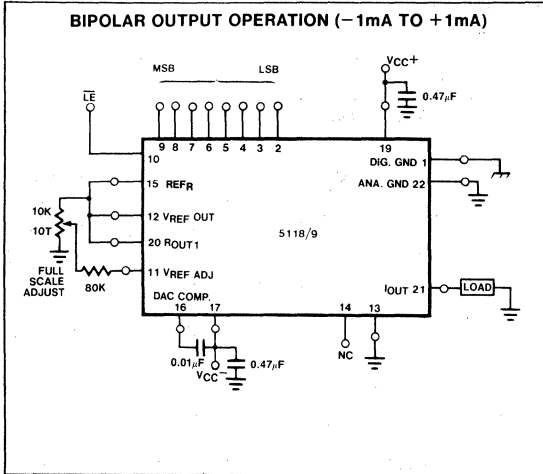 BIPOLAR OUTPUT OPERATION (−1mA TO +1mA)
MSB LSB
VCC+
0.47µF
LE
9 8 7 6 5 4 3 2
19
10
DIG. GND 1
ANA. GND 22
15 REFR
12 VREF OUT
20 ROUT 1
11 VREF ADJ
10K
10T
FULL
SCALE
ADJUST
80K
5118/9
IOUT 21
LOAD
DAC COMP.
16 17
14 13
0.01µF
0.47µF
VCC−
NC